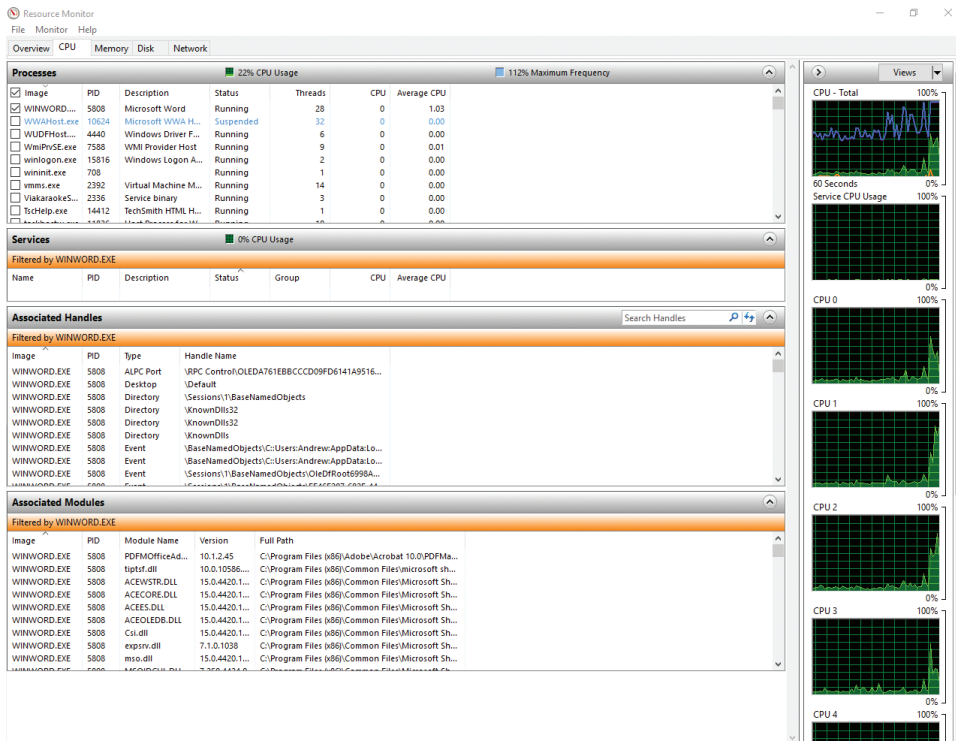 Resource Monitor
File Monitor Help
Overview CPU Memory Disk Network
Processes 22% CPU Usage 112% Maximum Frequency
Image PID Description Status Threads CPU Average CPU
WINWORD.... 5808 Microsoft Word Running 28 0 1.03
WWAHost.exe 10624 Microsoft WWA H... Suspended 32 0 0.00
WUDFHost.... 4440 Windows Driver F... Running 6 0 0.00
WmiPrvSE.exe 7588 WMI Provider Host Running 9 0 0.01
winlogon.exe 15816 Windows Logon A... Running 2 0 0.00
wininit.exe 708 Running 1 0 0.00
vmms.exe 2392 Virtual Machine M... Running 14 0 0.00
ViakaraokeS... 2336 Service binary Running 3 0 0.00
TscHelp.exe 14412 TechSmith HTML H... Running 1 0 0.00
Services 0% CPU Usage
Filtered by WINWORD.EXE
Name PID Description Status Group CPU Average CPU
Associated Handles Search Handles
Filtered by WINWORD.EXE
Image PID Type Handle Name
WINWORD.EXE 5808 ALPC Port \RPC Control\OLEDA761EBBCCCD09FD6141A9516...
WINWORD.EXE 5808 Desktop \Default
WINWORD.EXE 5808 Directory \Sessions\1\BaseNamedObjects
WINWORD.EXE 5808 Directory \KnownDlls32
WINWORD.EXE 5808 Directory \KnownDlls32
WINWORD.EXE 5808 Directory \KnownDlls
WINWORD.EXE 5808 Event \BaseNamedObjects\C::Users:Andrew:AppData:Lo...
WINWORD.EXE 5808 Event \BaseNamedObjects\C::Users:Andrew:AppData:Lo...
WINWORD.EXE 5808 Event \Sessions\1\BaseNamedObjects\OleDfRoot6998A...
Associated Modules
Filtered by WINWORD.EXE
Image PID Module Name Version Full Path
WINWORD.EXE 5808 PDFMOfficeAd... 10.1.2.45 C:\Program Files (x86)\Adobe\Acrobat 10.0\PDFMa...
WINWORD.EXE 5808 tiptsf.dll 10.0.10586.... C:\Program Files (x86)\Common Files\microsoft sh...
WINWORD.EXE 5808 ACEWSTR.DLL 15.0.4420.1... C:\Program Files (x86)\Common Files\Microsoft Sh...
WINWORD.EXE 5808 ACECORE.DLL 15.0.4420.1... C:\Program Files (x86)\Common Files\Microsoft Sh...
WINWORD.EXE 5808 ACEES.DLL 15.0.4420.1... C:\Program Files (x86)\Common Files\Microsoft Sh...
WINWORD.EXE 5808 ACEOLEDB.DLL 15.0.4420.1... C:\Program Files (x86)\Common Files\Microsoft Sh...
WINWORD.EXE 5808 Csi.dll 15.0.4420.1... C:\Program Files (x86)\Common Files\Microsoft Sh...
WINWORD.EXE 5808 expsrv.dll 7.1.0.1038 C:\Program Files (x86)\Common Files\Microsoft Sh...
WINWORD.EXE 5808 mso.dll 15.0.4420.1... C:\Program Files (x86)\Common Files\Microsoft Sh...
Views
CPU - Total 100%
60 Seconds 0%
Service CPU Usage 100%
0%
CPU 0 100%
0%
CPU 1 100%
0%
CPU 2 100%
0%
CPU 3 100%
0%
CPU 4 100%